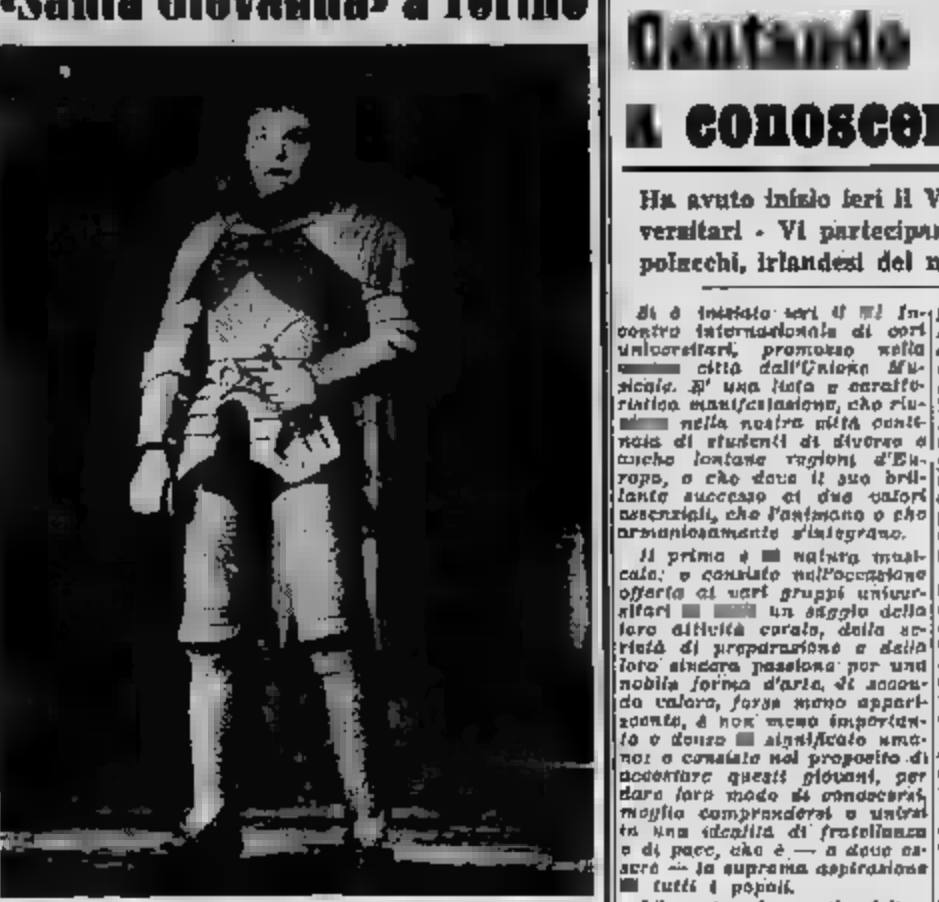 «Santa Giovanna» a Torino
Cantando
a conoscer
Ha avuto inizio ieri il V
versitari - Vi partecipan
polacchi, irlandesi del n
Si è iniziato ieri il In-
contro internazionale di cori
universitari, promosso nella
città dall'Unione Mu-
sicale. E' una lieta e caratte-
ristica manifestazione, che riu-
nella nostra città centi-
naia di studenti di diverse e
anche lontane regioni d'Eu-
ropa, e che deve il suo bril-
lante successo ai due valori
essenziali, che l'animano e che
armoniosamente s'integrano.
Il primo è natura musi-
cale; e consiste nell'occasione
offerta ai vari gruppi univer-
sitari un saggio della
loro attività corale, della se-
rietà di preparazione e della
loro sincera passione per una
nobile forma d'arte. Il secon-
do valore, forse meno appari-
scente, è non meno importan-
te e denso significato uma-
no: e consiste nel proposito di
accostare questi giovani, per
dare loro modo di conoscersi,
meglio comprendersi e unirsi
in una idealità di fratellanza
e di pace, che è — e deve es-
sere — la suprema aspirazione
tutti i popoli.